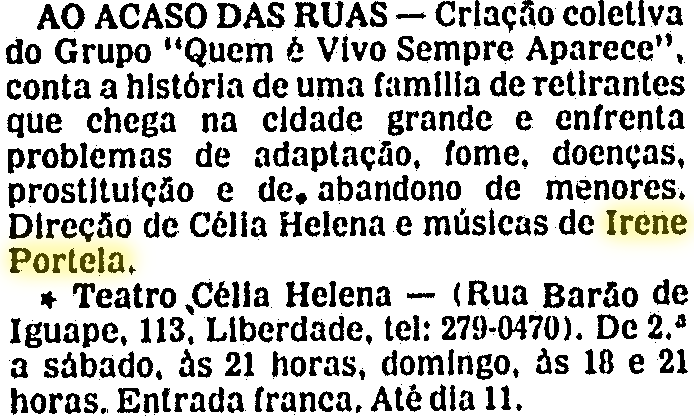 AO ACASO DAS RUAS — Criação coletiva
do Grupo "Quem é Vivo Sempre Aparece",
conta a história de uma família de retirantes
que chega na cidade grande e enfrenta
problemas de adaptação, fome, doenças,
prostituição e de abandono de menores.
Direção de Célia Helena e músicas de Irene
Portela.
* Teatro Célia Helena — (Rua Barão de
Iguape, 113, Liberdade, tel: 279-0470). De 2.ª
a sábado, às 21 horas, domingo, às 18 e 21
horas. Entrada franca. Até dia 11.